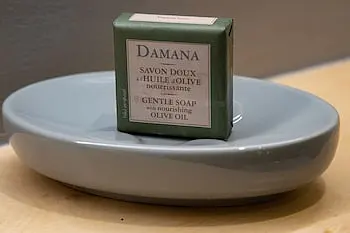 DAMANA
SAVON DOUX
à l'HUILE d'OLIVE
nourrissante
GENTLE SOAP
with nourishing
OLIVE OIL